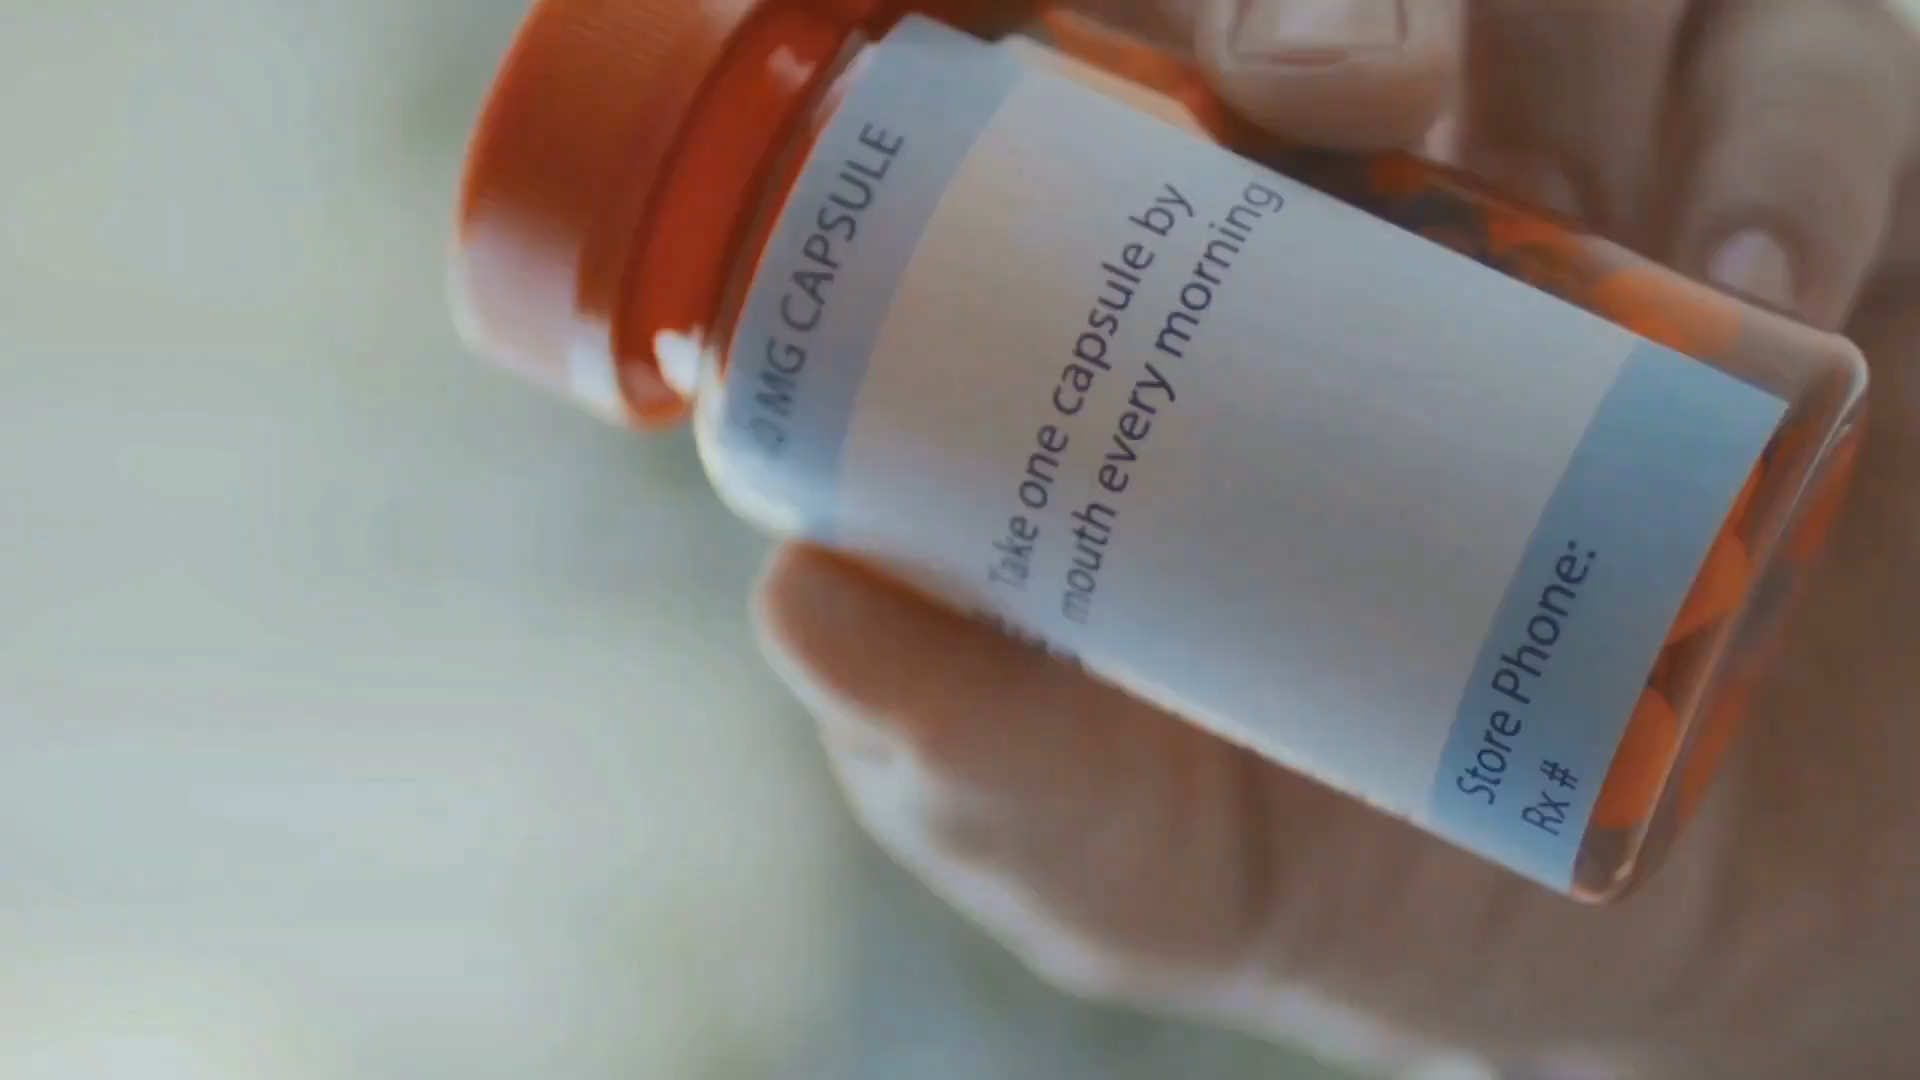 MG CAPSULE
Take one capsule by
mouth every morning
Store Phone:
Rx #